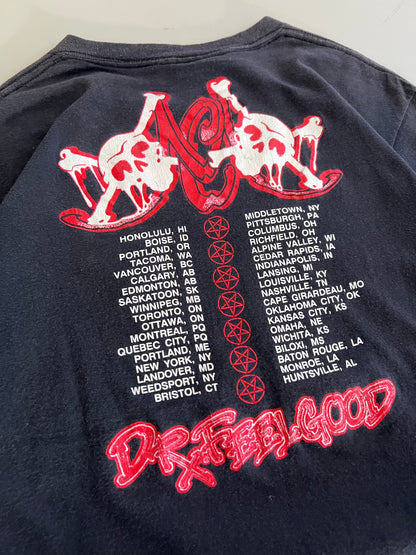 HONOLULU, HI
BOISE, ID
PORTLAND, OR
TACOMA, WA
VANCOUVER, BC
CALGARY, AB
EDMONTON, AB
SASKATOON, SK
WINNIPEG, MB
TORONTO, ON
OTTAWA, ON
MONTREAL, PQ
QUEBEC CITY, PQ
PORTLAND, ME
NEW YORK, NY
LANDOVER, MD
WEEDSPORT, NY
BRISTOL, CT
MIDDLETOWN, NY
PITTSBURGH, PA
COLUMBUS, OH
RICHFIELD, OH
ALPINE VALLEY, WI
CEDAR RAPIDS, IA
INDIANAPOLIS, IN
LANSING, MI
LOUISVILLE, KY
NASHVILLE, TN
CAPE GIRARDEAU, MO
OKLAHOMA CITY, OK
KANSAS CITY, KS
OMAHA, NE
WICHITA, KS
BILOXI, MS
BATON ROUGE, LA
MONROE, LA
HUNTSVILLE, AL
DR. FEELGOOD